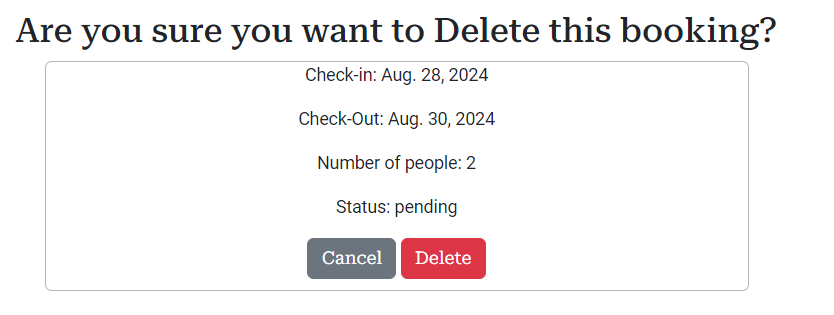 Are you sure you want to Delete this booking?
Check-in: Aug. 28, 2024
Check-Out: Aug. 30, 2024
Number of people: 2
Status: pending
Cancel Delete